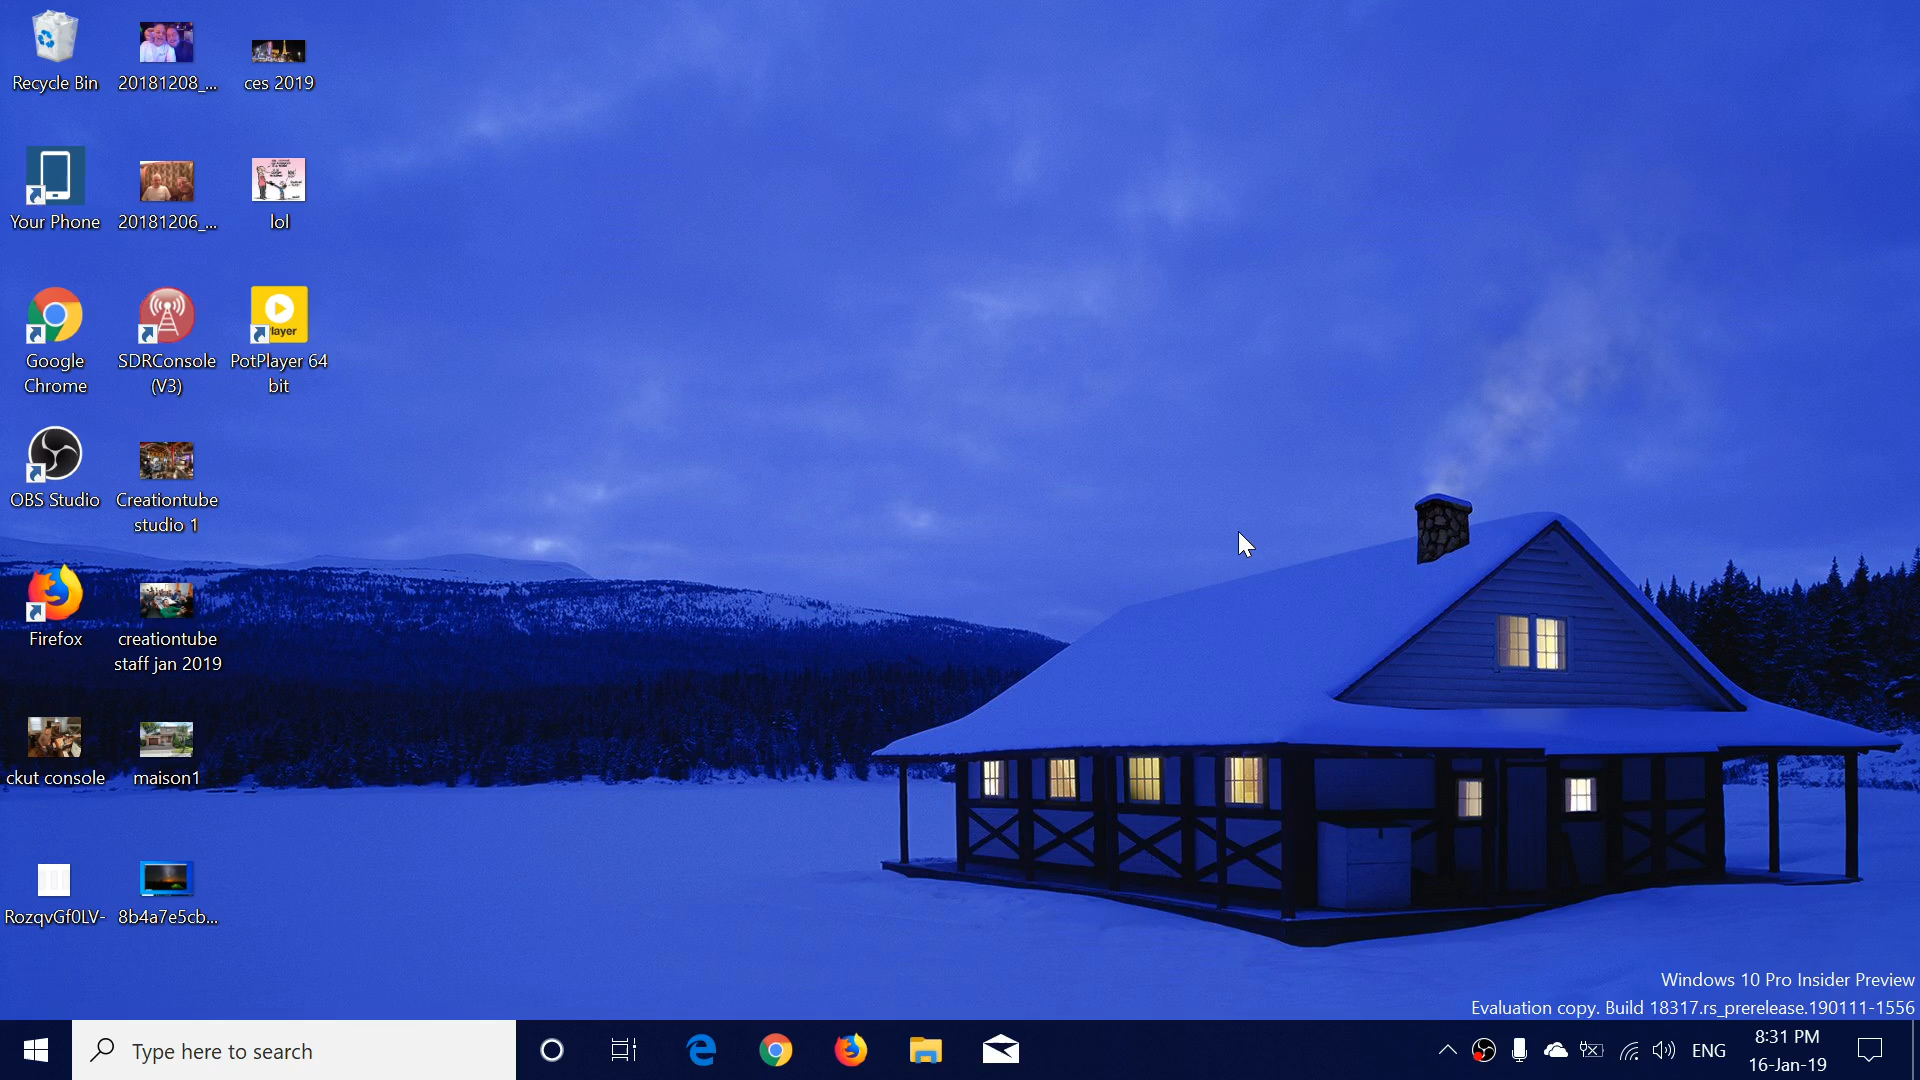 Recycle Bin
20181208_...
ces 2019
Your Phone
20181206_...
lol
Google
Chrome
SDRConsole
(V3)
layer
PotPlayer 64
bit
OBS Studio
Creationtube
studio 1
Firefox
creationtube
staff jan 2019
ckut console
maison1
RozqvGf0LV-
8b4a7e5cb...
Windows 10 Pro Insider Preview
Evaluation copy. Build 18317.rs_prerelease.190111-1556
Type here to search
ENG
8:31 PM
16-Jan-19